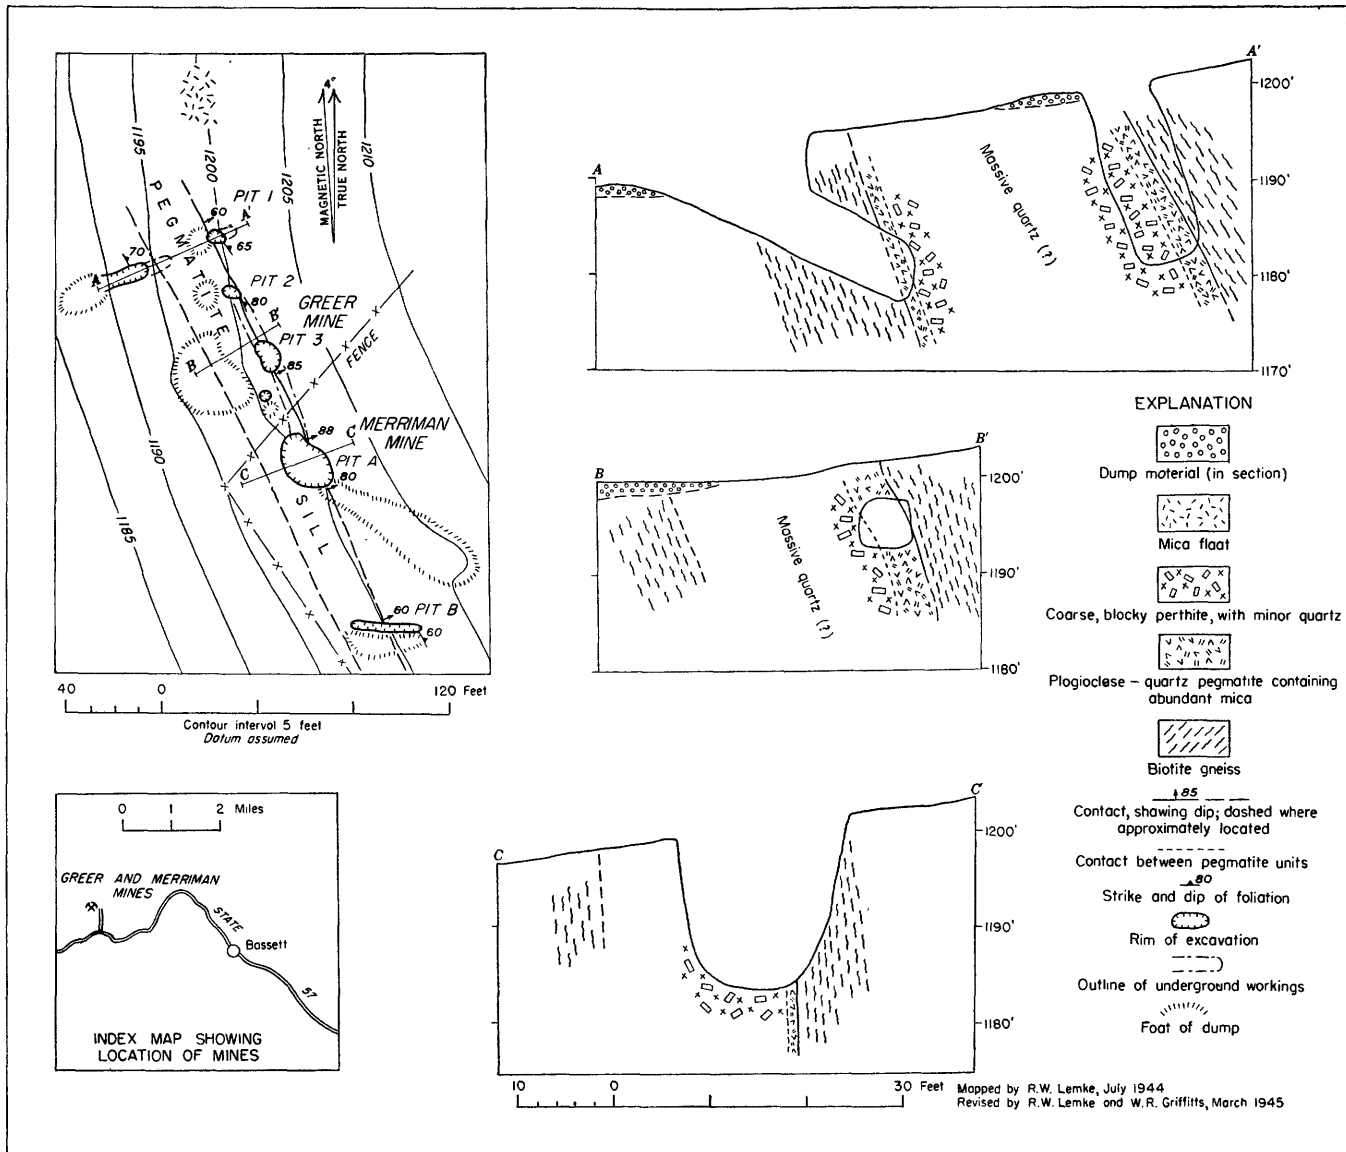 1195
1200
1205
1210
1190
1185
4°
MAGNETIC NORTH
TRUE NORTH
PEGMATITE
SILL
PIT 1
60
A'
65
70
A
PIT 2
80
GREER
MINE
B'
PIT 3
B
85
FENCE
MERRIMAN
MINE
88
C'
C
PIT A
80
60
PIT B
60
40 0 120 Feet
Contour interval 5 feet
Datum assumed
0 1 2 Miles
GREER AND MERRIMAN
MINES
STATE
Bassett
57
INDEX MAP SHOWING
LOCATION OF MINES
A
A'
1200'
1190'
1180'
1170'
Massive quartz (?)
B
B'
1200'
1190'
1180'
Massive quartz (?)
C
C'
1200'
1190'
1180'
10 0 30 Feet
EXPLANATION
Dump moterial (in section)
Mica flaat
Coarse, blocky perthite, with minor quartz
Plogioclase – quartz pegmatite containing
abundant mica
Biotite gneiss
85
Contact, shawing dip; dashed where
approximately located
Contact between pegmatite units
80
Strike and dip of foliation
Rim of excavation
Outline of underground workings
Foat of dump
Mapped by R.W. Lemke, July 1944
Revised by R.W. Lemke and W.R. Griffitts, March 1945